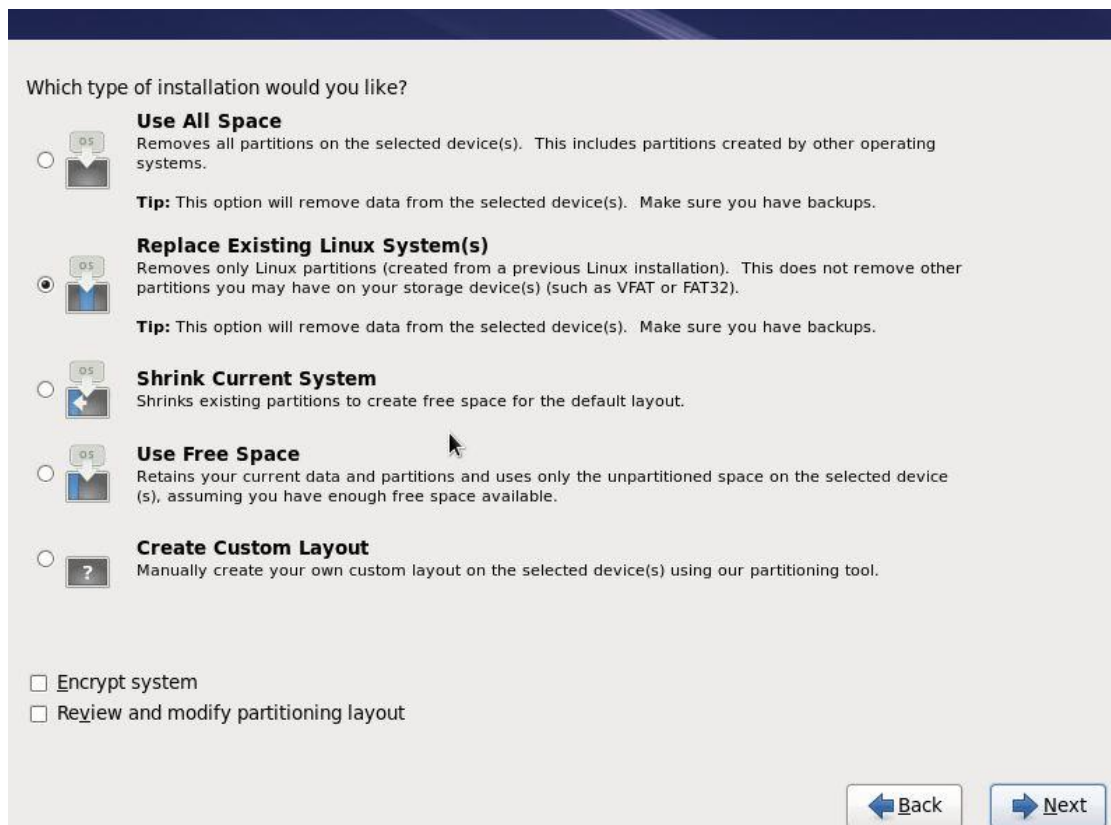 Which type of installation would you like?
OS
Use All Space
Removes all partitions on the selected device(s). This includes partitions created by other operating
systems.
Tip: This option will remove data from the selected device(s). Make sure you have backups.
OS
Replace Existing Linux System(s)
Removes only Linux partitions (created from a previous Linux installation). This does not remove other
partitions you may have on your storage device(s) (such as VFAT or FAT32).
Tip: This option will remove data from the selected device(s). Make sure you have backups.
OS
Shrink Current System
Shrinks existing partitions to create free space for the default layout.
OS
Use Free Space
Retains your current data and partitions and uses only the unpartitioned space on the selected device
(s), assuming you have enough free space available.
?
Create Custom Layout
Manually create your own custom layout on the selected device(s) using our partitioning tool.
Encrypt system
Review and modify partitioning layout
Back
Next